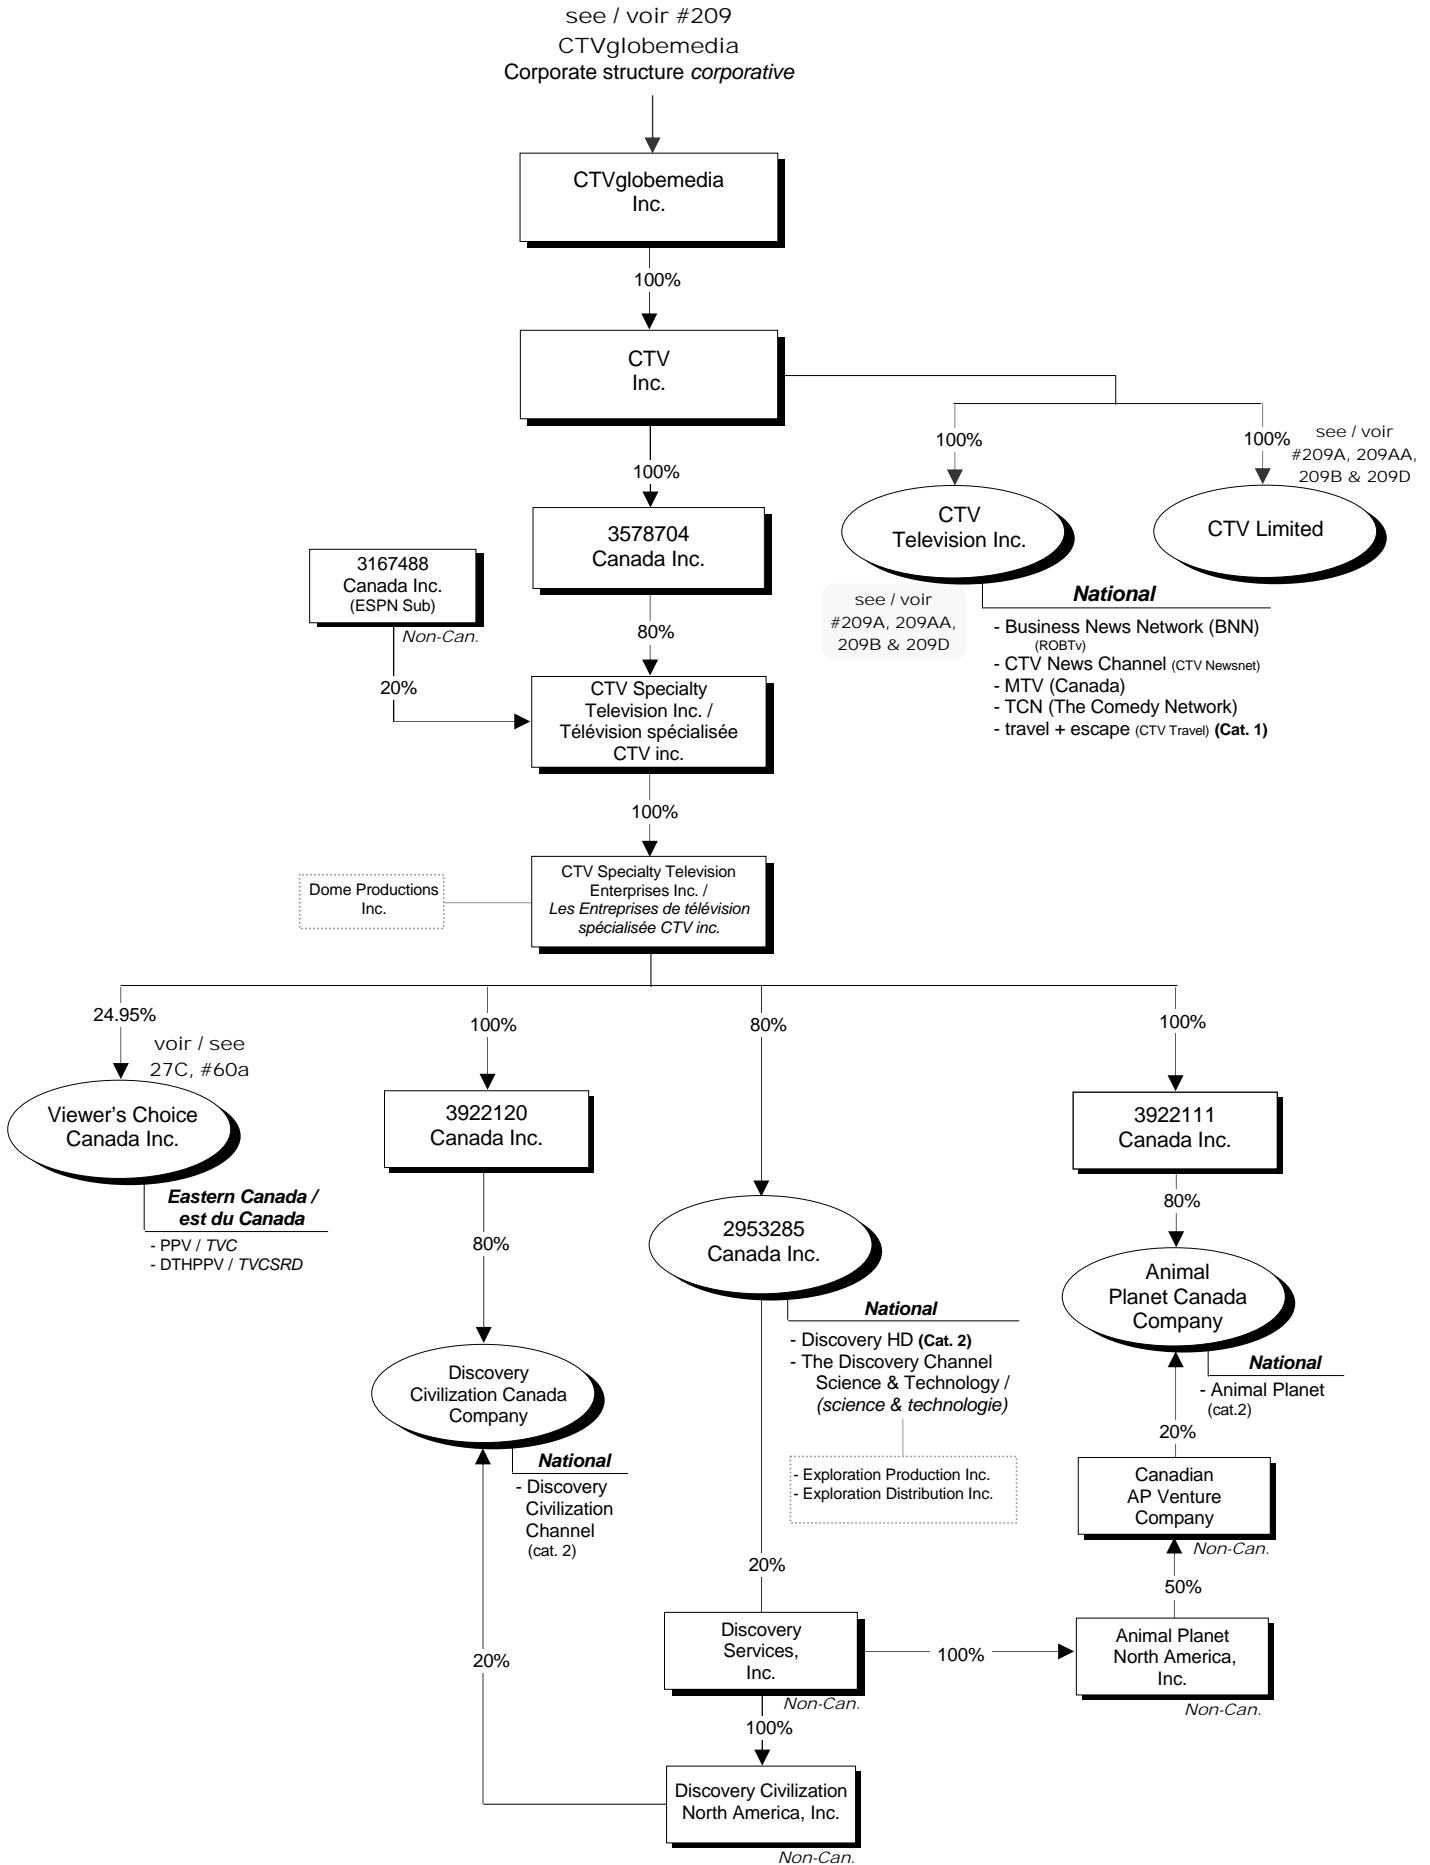 see / voir #209
CTVglobemedia
Corporate structure corporative
CTVglobemedia
Inc.
100%
CTV
Inc.
100%
100%
100%
see / voir
#209A, 209AA,
209B & 209D
CTV
Television Inc.
CTV Limited
see / voir
#209A, 209AA,
209B & 209D
National
- Business News Network (BNN)
(ROBTv)
- CTV News Channel (CTV Newsnet)
- MTV (Canada)
- TCN (The Comedy Network)
- travel + escape (CTV Travel) (Cat. 1)
3578704
Canada Inc.
3167488
Canada Inc.
(ESPN Sub)
Non-Can.
80%
20%
CTV Specialty
Television Inc. /
Télévision spécialisée
CTV inc.
100%
Dome Productions
Inc.
CTV Specialty Television
Enterprises Inc. /
Les Entreprises de télévision
spécialisée CTV inc.
24.95%
voir / see
27C, #60a
100%
80%
100%
Viewer's Choice
Canada Inc.
Eastern Canada /
est du Canada
- PPV / TVC
- DTHPPV / TVCSRD
3922120
Canada Inc.
80%
Discovery
Civilization Canada
Company
National
- Discovery
Civilization
Channel
(cat. 2)
20%
2953285
Canada Inc.
National
- Discovery HD (Cat. 2)
- The Discovery Channel
Science & Technology /
(science & technologie)
- Exploration Production Inc.
- Exploration Distribution Inc.
20%
3922111
Canada Inc.
80%
Animal
Planet Canada
Company
National
- Animal Planet
(cat.2)
20%
Canadian
AP Venture
Company
Non-Can.
50%
Discovery
Services,
Inc.
Non-Can.
100%
Animal Planet
North America,
Inc.
Non-Can.
100%
Discovery Civilization
North America, Inc.
Non-Can.